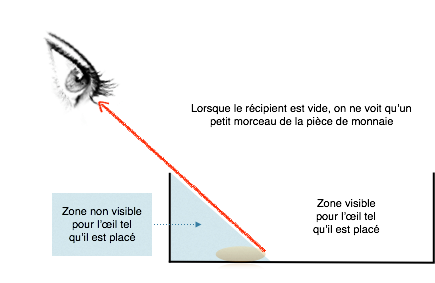 Lorsque le récipient est vide, on ne voit qu'un
petit morceau de la pièce de monnaie
Zone non visible
pour l'œil tel
qu'il est placé
Zone visible
pour l'œil tel
qu'il est placé